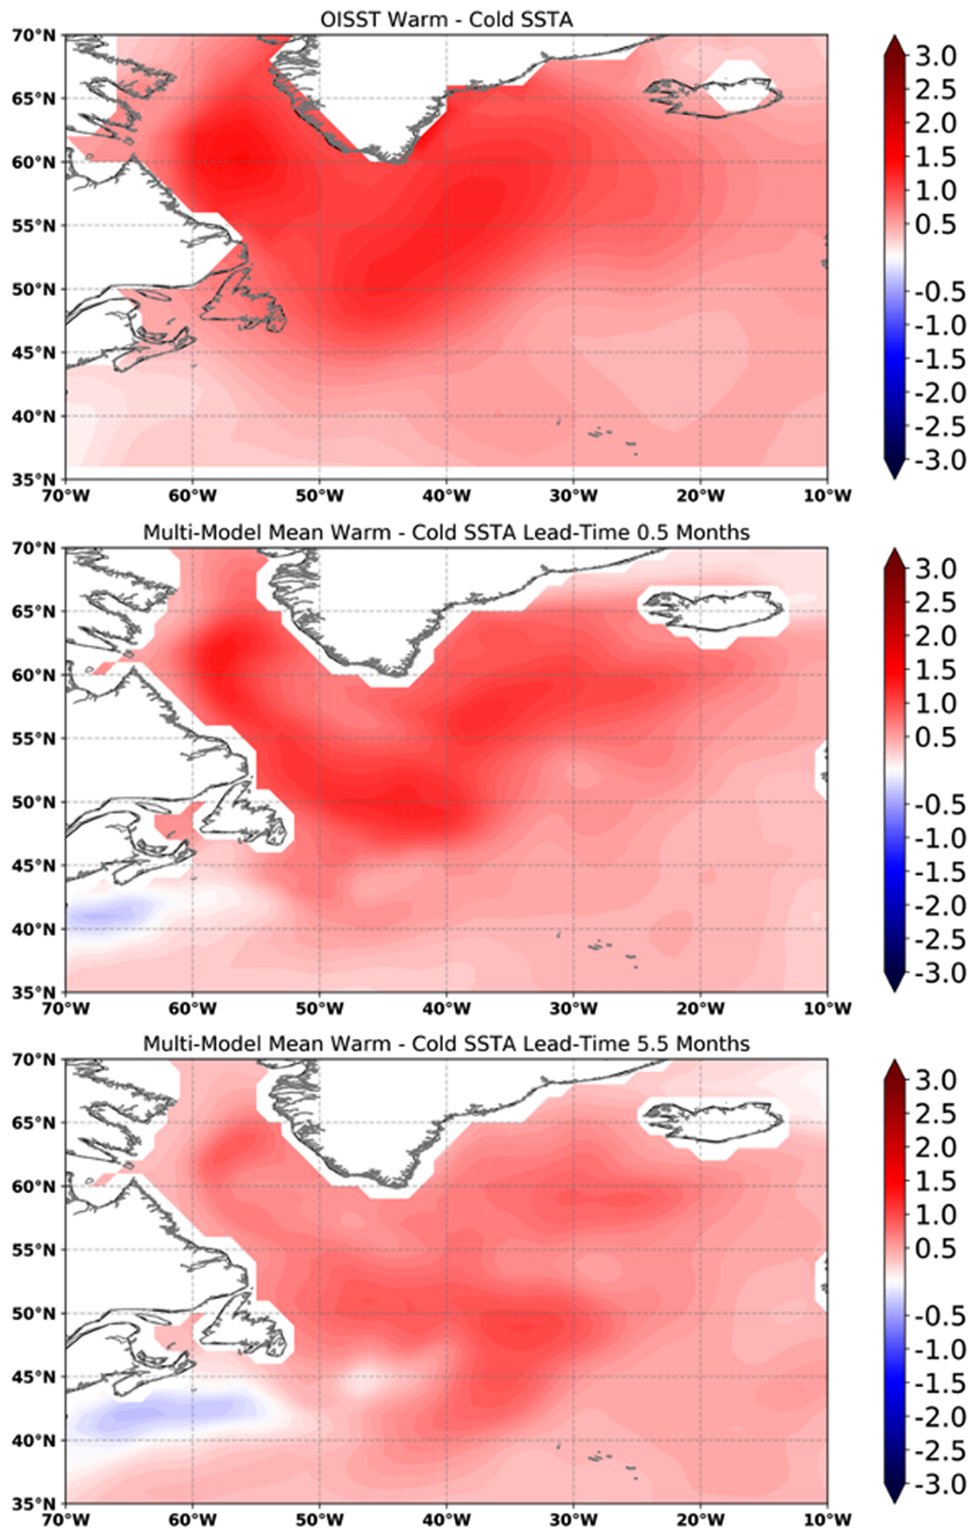 OISST Warm - Cold SSTA
70°N
65°N
60°N
55°N
50°N
45°N
40°N
35°N
70°W 60°W 50°W 40°W 30°W 20°W 10°W
3.0
2.5
2.0
1.5
1.0
0.5
-0.5
-1.0
-1.5
-2.0
-2.5
-3.0
Multi-Model Mean Warm - Cold SSTA Lead-Time 0.5 Months
70°N
65°N
60°N
55°N
50°N
45°N
40°N
35°N
70°W 60°W 50°W 40°W 30°W 20°W 10°W
3.0
2.5
2.0
1.5
1.0
0.5
-0.5
-1.0
-1.5
-2.0
-2.5
-3.0
Multi-Model Mean Warm - Cold SSTA Lead-Time 5.5 Months
70°N
65°N
60°N
55°N
50°N
45°N
40°N
35°N
70°W 60°W 50°W 40°W 30°W 20°W 10°W
3.0
2.5
2.0
1.5
1.0
0.5
-0.5
-1.0
-1.5
-2.0
-2.5
-3.0